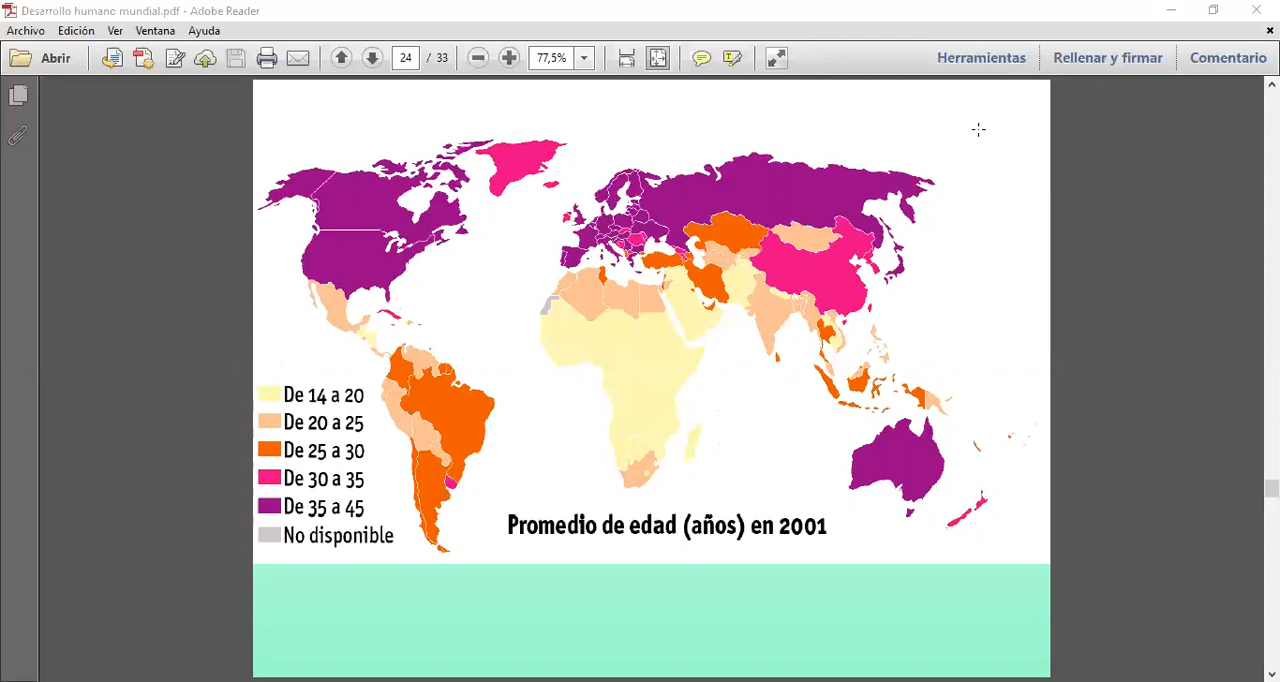 Desarrollo humano mundial.pdf - Adobe Reader
Archivo Edición Ver Ventana Ayuda
Abrir 24 / 33 77,5% Herramientas Rellenar y firmar Comentario
De 14 a 20
De 20 a 25
De 25 a 30
De 30 a 35
De 35 a 45
No disponible
Promedio de edad (años) en 2001